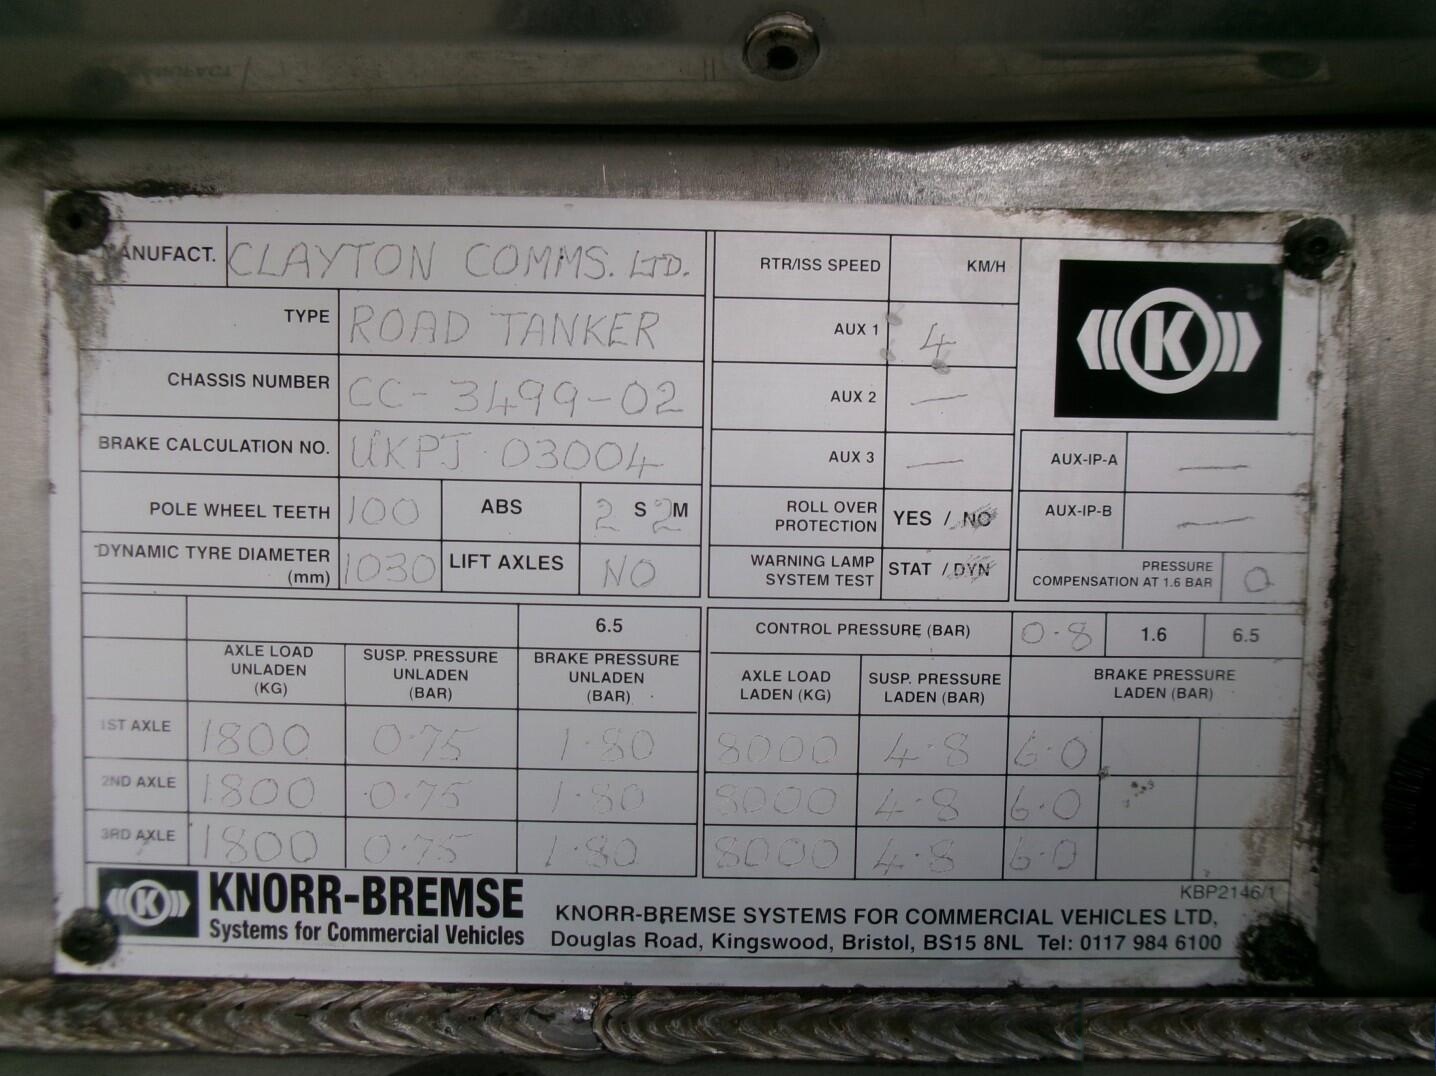 MANUFACT. CLAYTON COMMS. LTD.
TYPE ROAD TANKER
CHASSIS NUMBER CC-3499-02
BRAKE CALCULATION NO. UKPJ 03004
POLE WHEEL TEETH 100 ABS 2 S 2 M
DYNAMIC TYRE DIAMETER (mm) 1030 LIFT AXLES NO
RTR/ISS SPEED KM/H
AUX 1 4
AUX 2 —
AUX 3 —
ROLL OVER PROTECTION YES / NO
WARNING LAMP SYSTEM TEST STAT / DYN
K
AUX-IP-A —
AUX-IP-B —
PRESSURE COMPENSATION AT 1.6 BAR 0
6.5
AXLE LOAD UNLADEN (KG) SUSP. PRESSURE UNLADEN (BAR) BRAKE PRESSURE UNLADEN (BAR)
1ST AXLE 1800 0.75 1.80
2ND AXLE 1800 0.75 1.80
3RD AXLE 1800 0.75 1.80
CONTROL PRESSURE (BAR) 0.8 1.6 6.5
AXLE LOAD LADEN (KG) SUSP. PRESSURE LADEN (BAR) BRAKE PRESSURE LADEN (BAR)
8000 4.8 6.0
8000 4.8 6.0
8000 4.8 6.0
KBP2146/1
K KNORR-BREMSE
Systems for Commercial Vehicles
KNORR-BREMSE SYSTEMS FOR COMMERCIAL VEHICLES LTD,
Douglas Road, Kingswood, Bristol, BS15 8NL Tel: 0117 984 6100